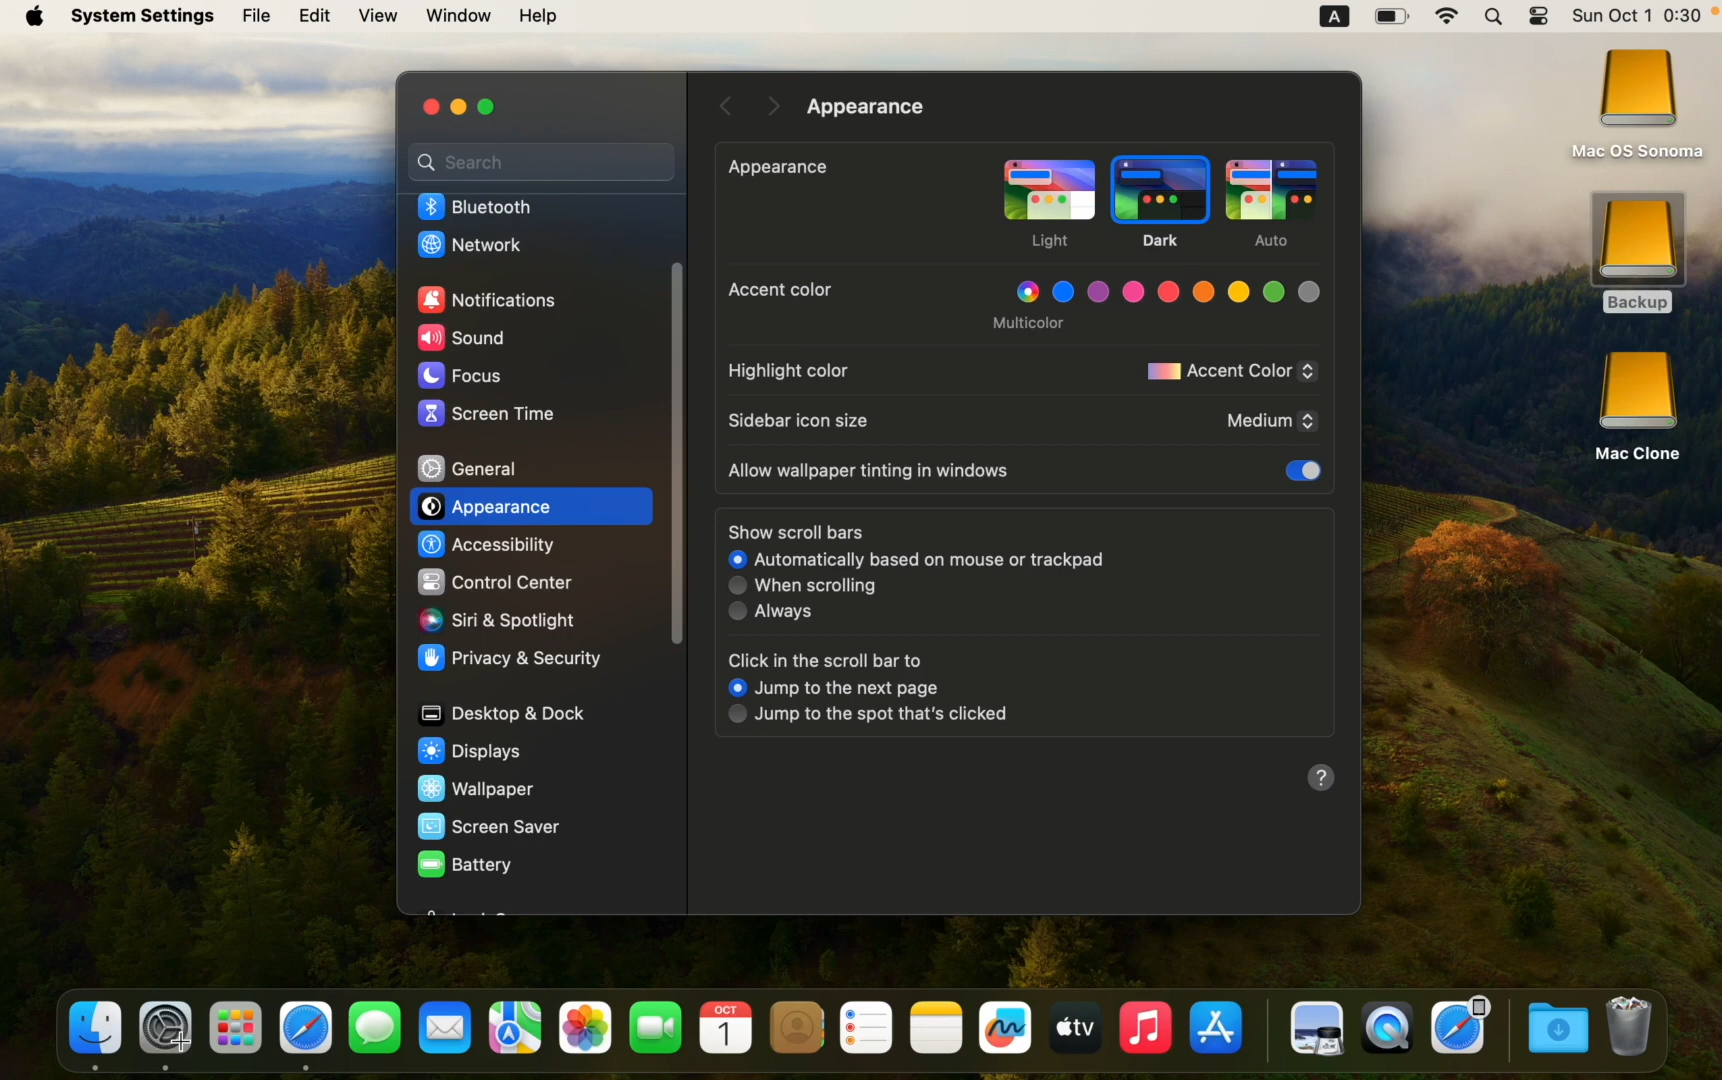 System Settings File Edit View Window Help A Sun Oct 1 0:30
Mac OS Sonoma
Backup
Mac Clone
Search
Bluetooth
Network
Notifications
Sound
Focus
Screen Time
General
Appearance
Accessibility
Control Center
Siri & Spotlight
Privacy & Security
Desktop & Dock
Displays
Wallpaper
Screen Saver
Battery
Appearance
Appearance
Light Dark Auto
Accent color
Multicolor
Highlight color Accent Color
Sidebar icon size Medium
Allow wallpaper tinting in windows
Show scroll bars
Automatically based on mouse or trackpad
When scrolling
Always
Click in the scroll bar to
Jump to the next page
Jump to the spot that's clicked
?
OCT
1
tv